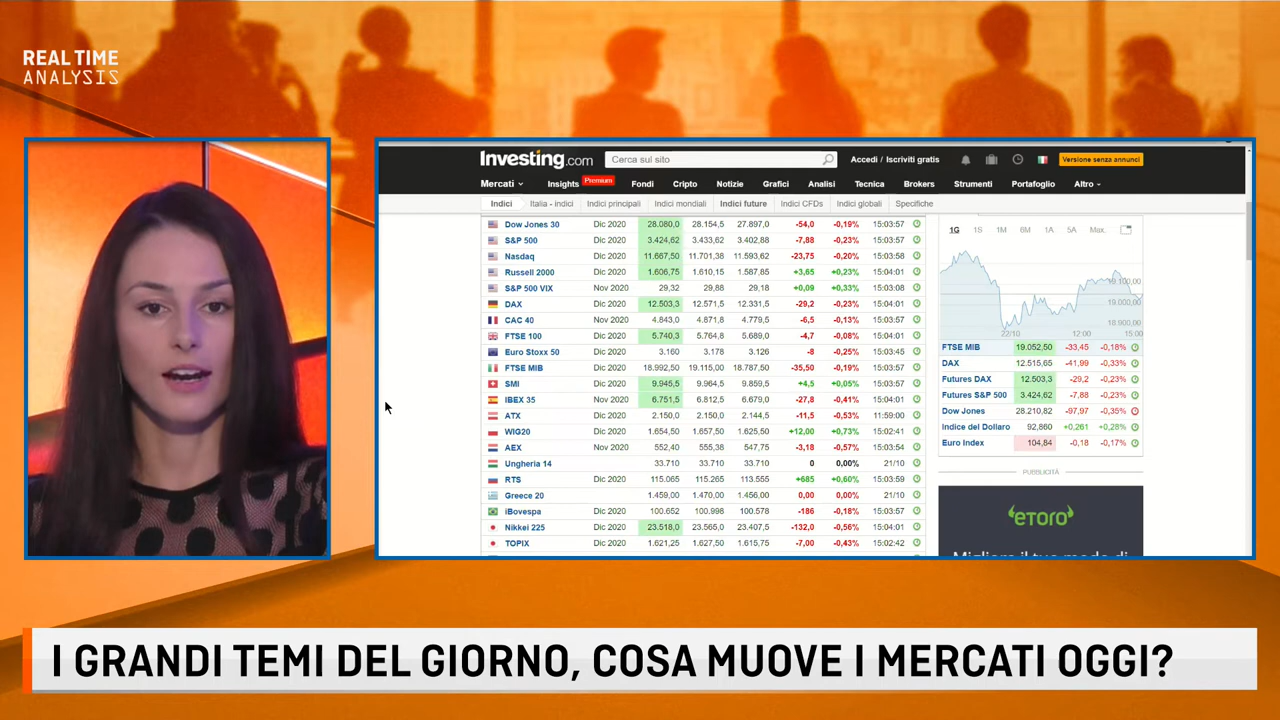 REAL TIME
ANALYSIS
Investing.com Cerca sul sito Accedi / Iscriviti gratis Versione senza annunci
Mercati Insights Premium Fondi Cripto Notizie Grafici Analisi Tecnica Brokers Strumenti Portafoglio Altro
Indici Italia - indici Indici principali Indici mondiali Indici future Indici CFDs Indici globali Specifiche
Dow Jones 30 Dic 2020 28.080,0 28.154,5 27.897,0 -54,0 -0,19% 15:03:57
S&P 500 Dic 2020 3.424,62 3.433,62 3.402,88 -7,88 -0,23% 15:03:57
Nasdaq Dic 2020 11.667,50 11.701,38 11.593,62 -23,75 -0,20% 15:03:58
Russell 2000 Dic 2020 1.606,75 1.610,15 1.587,85 +3,65 +0,23% 15:04:01
S&P 500 VIX Nov 2020 29,32 29,88 29,18 +0,09 +0,33% 15:03:08
DAX Dic 2020 12.503,3 12.571,5 12.331,5 -29,2 -0,23% 15:04:01
CAC 40 Nov 2020 4.843,0 4.871,8 4.779,5 -6,5 -0,13% 15:03:57
FTSE 100 Dic 2020 5.740,3 5.764,8 5.689,0 -4,7 -0,08% 15:04:01
Euro Stoxx 50 Dic 2020 3.160 3.178 3.126 -8 -0,25% 15:03:45
FTSE MIB Dic 2020 18.992,50 19.115,00 18.787,50 -35,50 -0,19% 15:03:57
SMI Dic 2020 9.945,5 9.964,5 9.859,5 +4,5 +0,05% 15:03:57
IBEX 35 Nov 2020 6.751,5 6.812,5 6.679,0 -27,8 -0,41% 15:04:01
ATX Dic 2020 2.150,0 2.150,0 2.144,5 -11,5 -0,53% 11:59:00
WIG20 Dic 2020 1.654,50 1.657,50 1.625,50 +12,00 +0,73% 15:02:41
AEX Nov 2020 552,40 555,38 547,75 -3,18 -0,57% 15:03:54
Ungheria 14 33.710 33.710 33.710 0 0,00% 21/10
RTS Dic 2020 115.065 115.265 113.555 +685 +0,60% 15:03:59
Greece 20 1.459,00 1.470,00 1.456,00 0,00 0,00% 21/10
iBovespa Dic 2020 100.652 100.998 100.578 -186 -0,18% 15:03:57
Nikkei 225 Dic 2020 23.518,0 23.565,0 23.407,5 -132,0 -0,56% 15:04:01
TOPIX Dic 2020 1.621,25 1.627,50 1.615,75 -7,00 -0,43% 15:02:42
1G 1S 1M 6M 1A 5A Max.
19.100,00
19.000,00
18.900,00
22/10 12:00 15:00
FTSE MIB 19.052,50 -33,45 -0,18%
DAX 12.515,65 -41,99 -0,33%
Futures DAX 12.503,3 -29,2 -0,23%
Futures S&P 500 3.424,62 -7,88 -0,23%
Dow Jones 28.210,82 -97,97 -0,35%
Indice del Dollaro 92,860 +0,261 +0,28%
Euro Index 104,84 -0,18 -0,17%
PUBBLICITÀ
eToro
Migliora il tuo modo di
I GRANDI TEMI DEL GIORNO, COSA MUOVE I MERCATI OGGI?